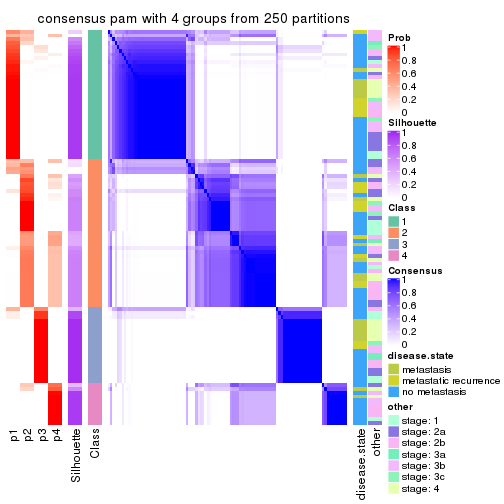 consensus pam with 4 groups from 250 partitions
Prob
1
0.8
0.6
0.4
0.2
0
Silhouette
1
0.8
0.6
0.4
0.2
0
Class
1
2
3
4
Consensus
1
0.8
0.6
0.4
0.2
0
disease.state
metastasis
metastatic recurrence
no metastasis
other
stage: 1
stage: 2a
stage: 2b
stage: 3a
stage: 3b
stage: 3c
stage: 4
p1
p2
p3
p4
Silhouette
Class
disease.state
other